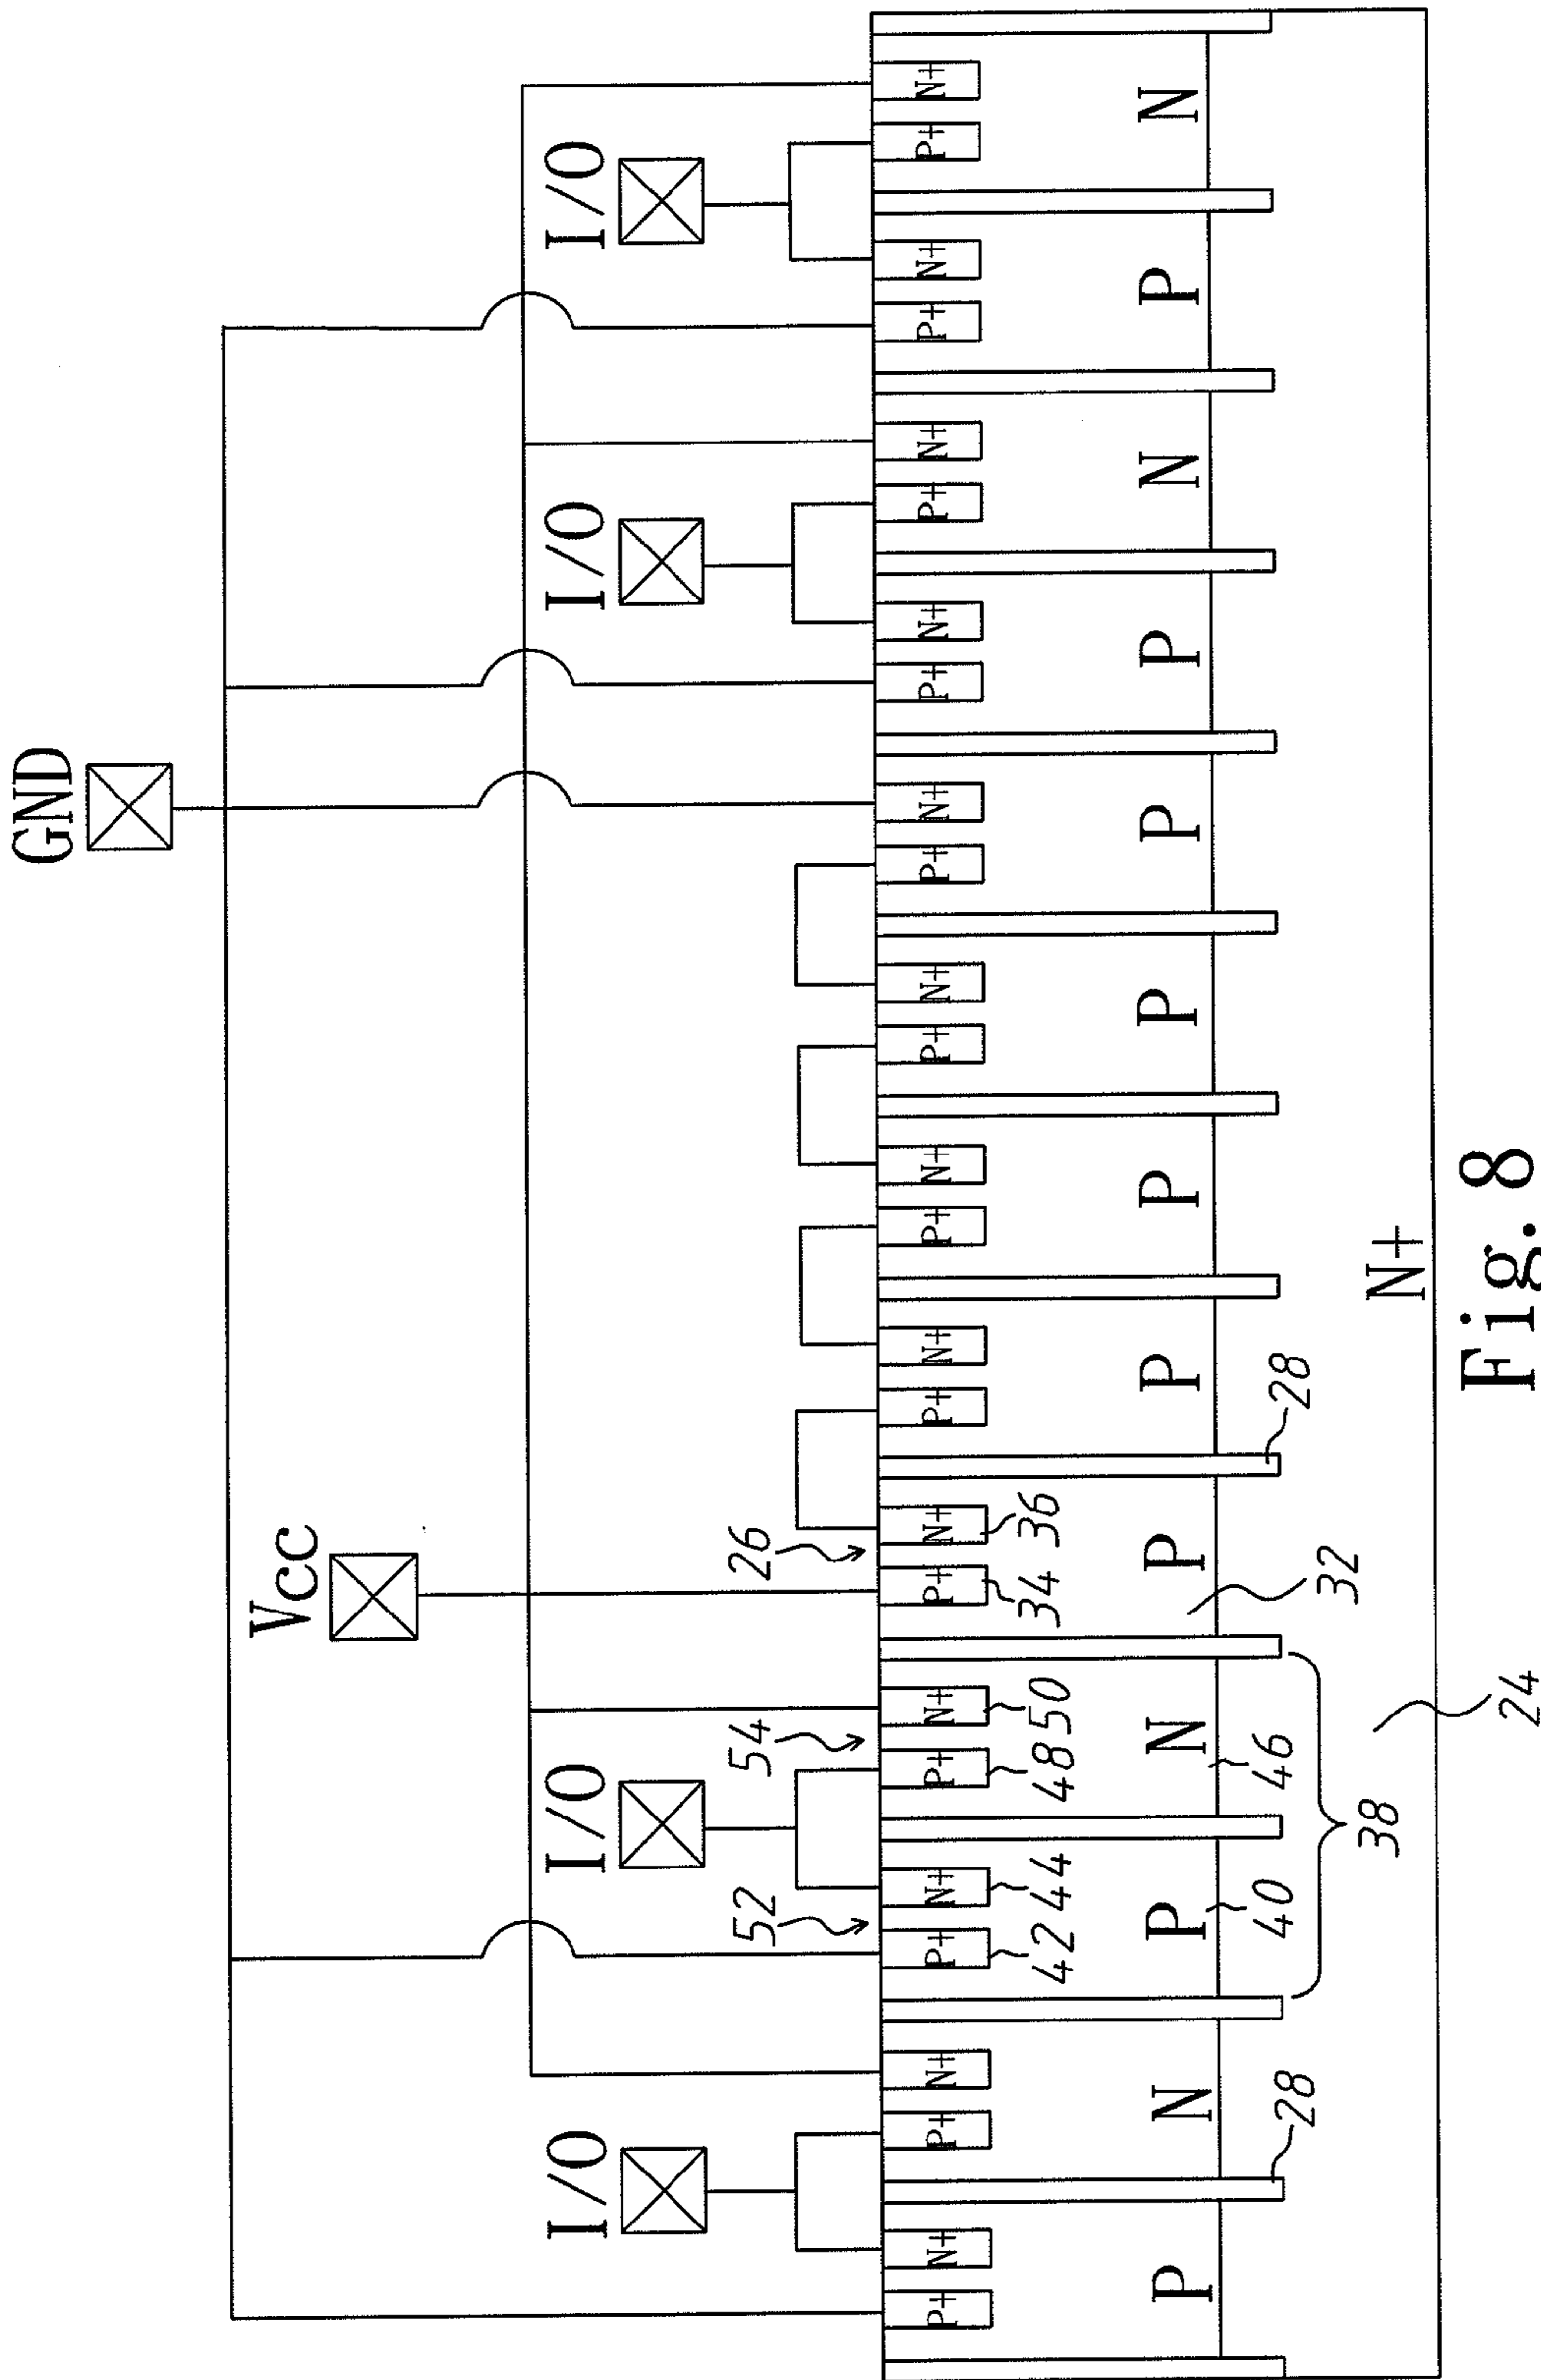 GND
Vcc
I/O I/O I/O I/O
52 54 26
P+ N+ P+ N+ P+ N+ P+ N+ P+ N+ P+ N+ P+ N+ P+ N+ P+ N+ P+ N+ P+ N+ P+ N+ P+ N+
42 44 48 50 34 36
P N P N P P P P P P N P N
28 40 46 32 28
38
24 N+
Fig. 8